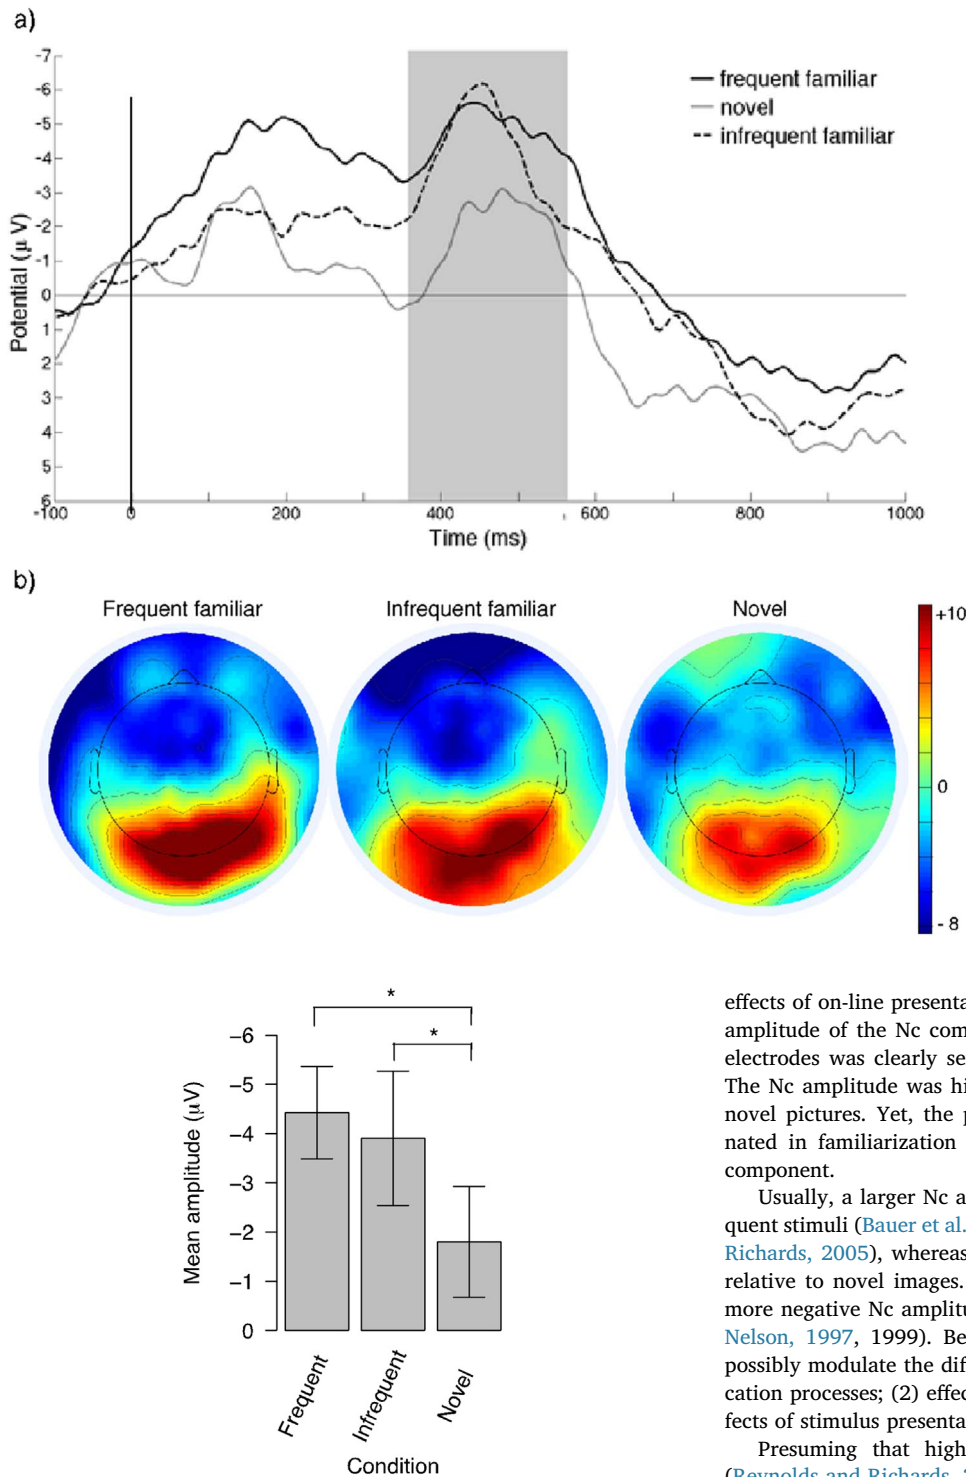 a)
-7
-6
-5
-4
-3
-2
-1
0
1
2
3
4
5
6
Potential (μ V)
frequent familiar
novel
infrequent familiar
-100 0 200 400 600 800 1000
Time (ms)
b)
Frequent familiar Infrequent familiar Novel
+10
0
- 8
* 
*
−6
−5
−4
−3
−2
−1
0
Mean amplitude (μV)
Frequent
Infrequent
Novel
Condition
effects of on-line presenta
amplitude of the Nc com
electrodes was clearly se
The Nc amplitude was hi
novel pictures. Yet, the p
nated in familiarization
component.
Usually, a larger Nc a
quent stimuli (Bauer et al.
Richards, 2005), whereas
relative to novel images.
more negative Nc amplitu
Nelson, 1997, 1999). Be
possibly modulate the dif
cation processes; (2) effec
fects of stimulus presenta
Presuming that high
(Reynolds and Richards, 2